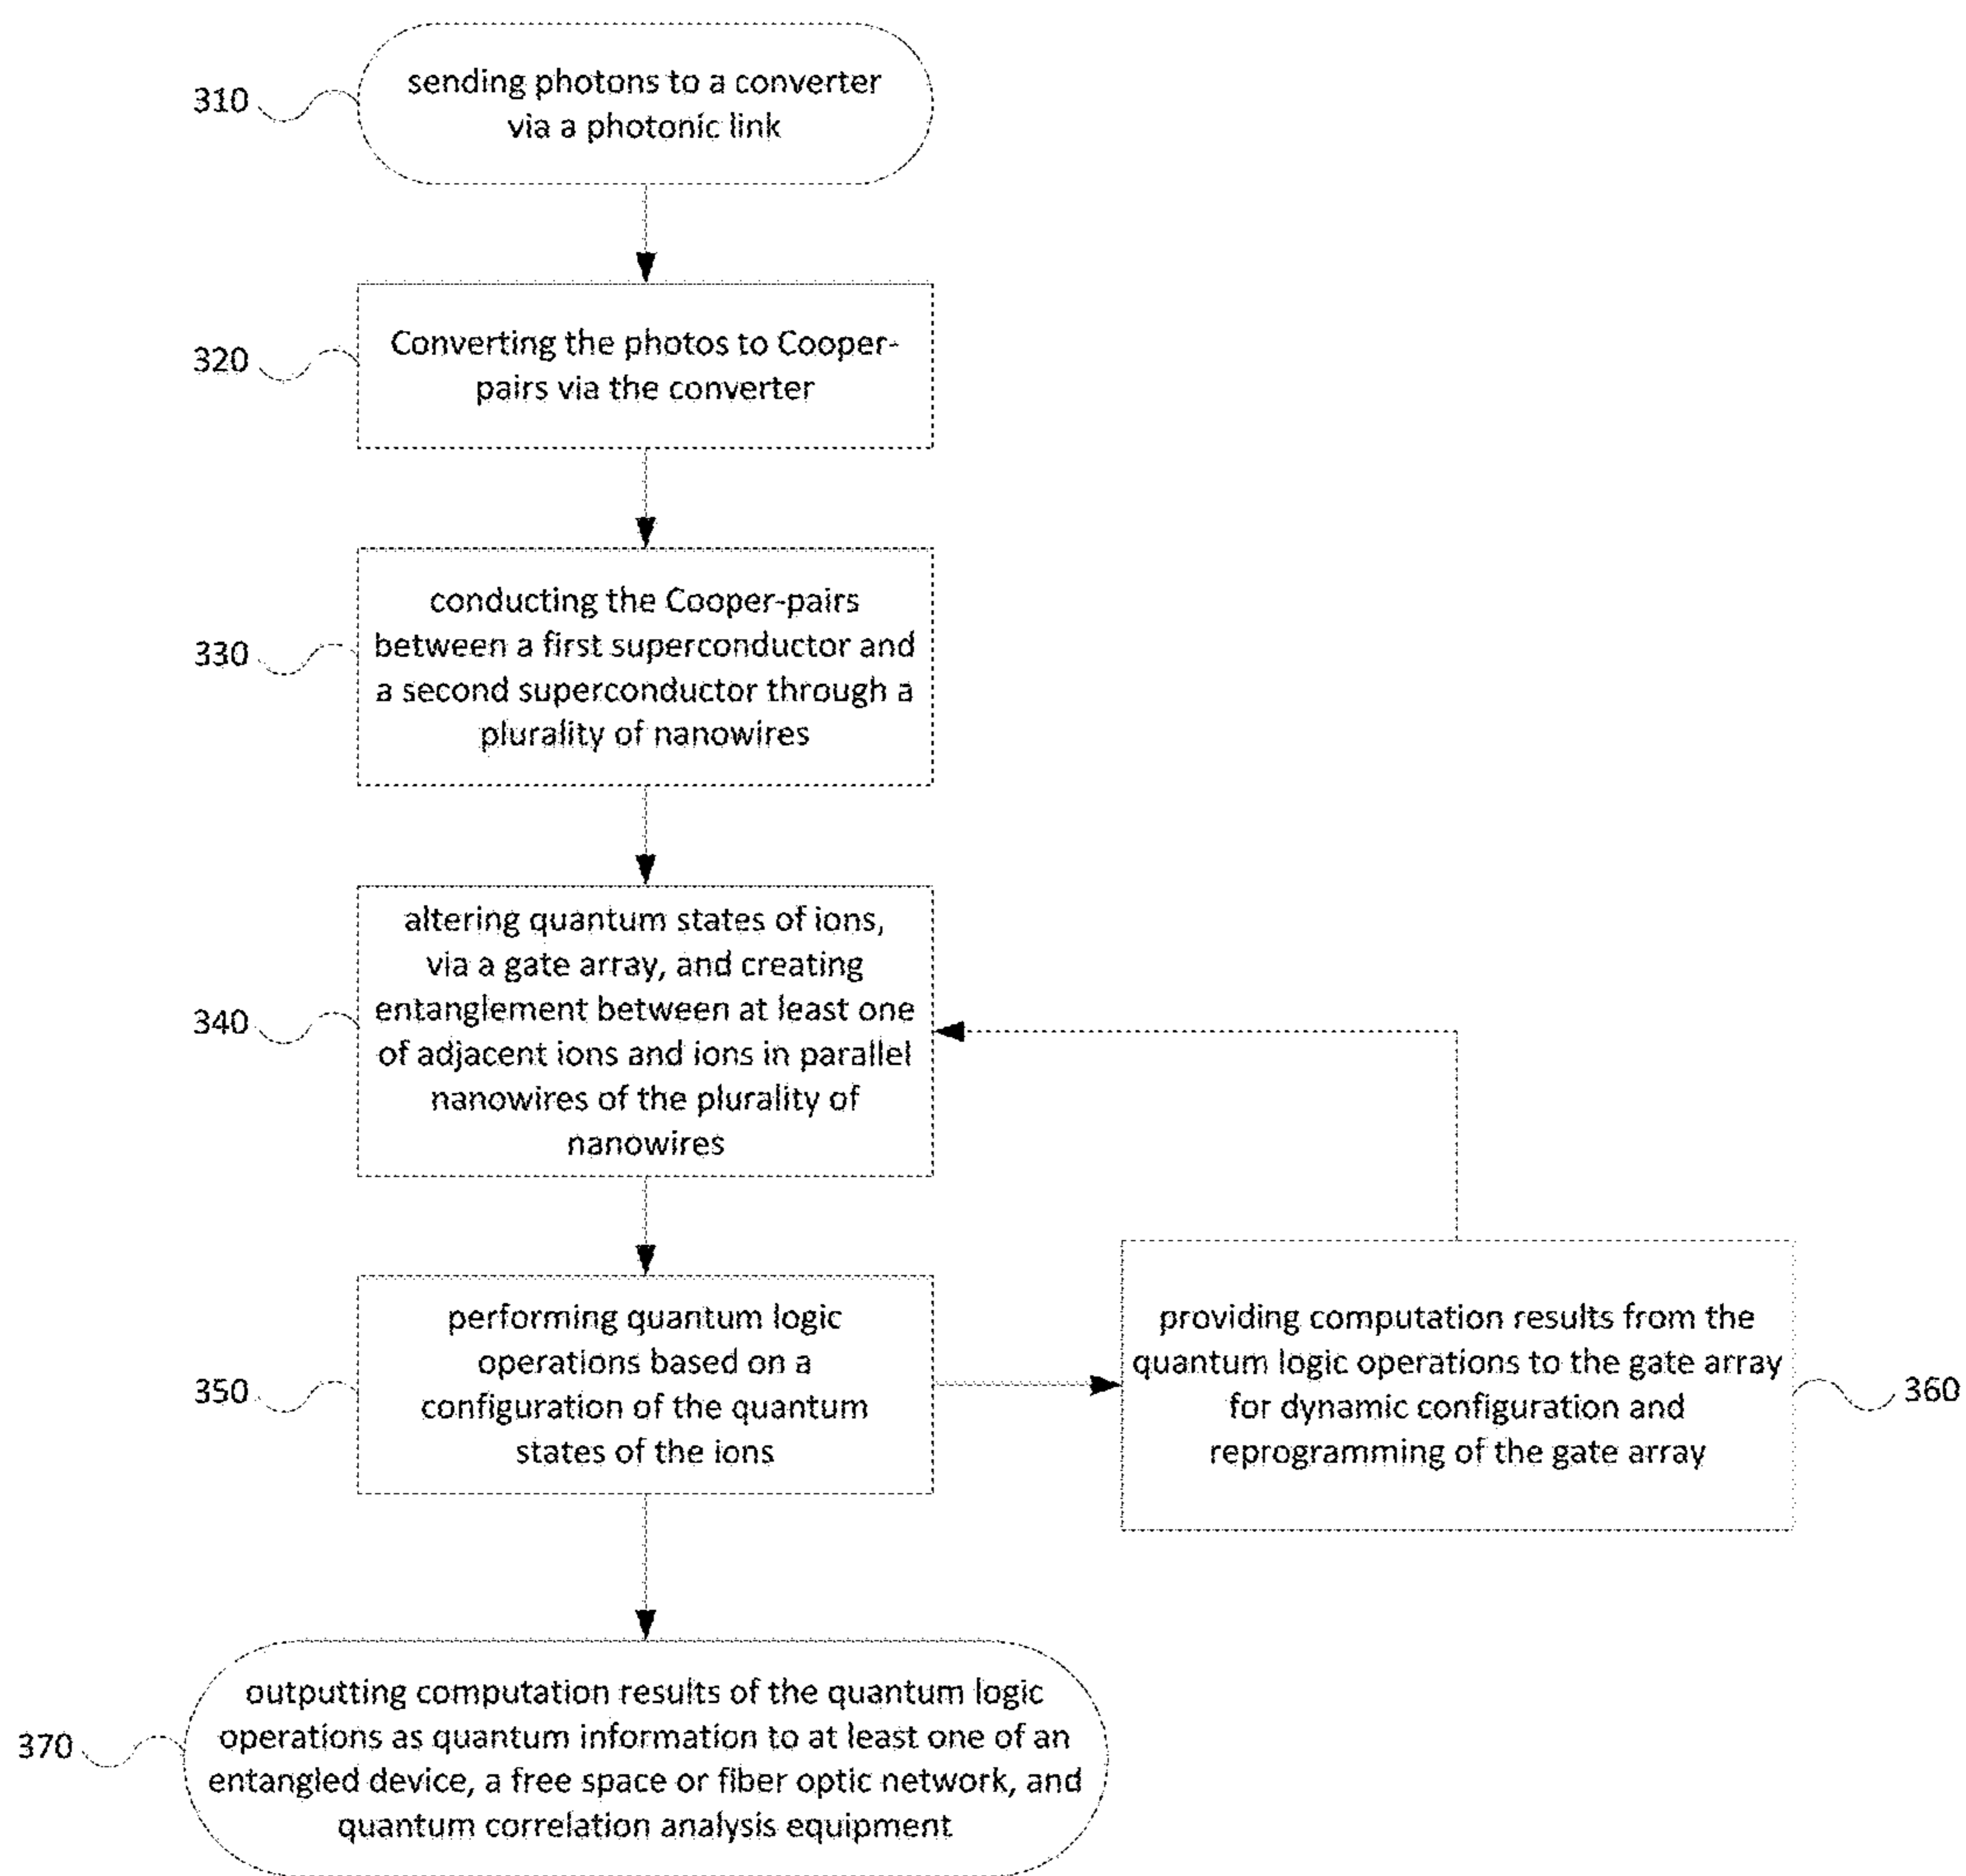 310
sending photons to a converter
via a photonic link
320
Converting the photos to Cooper-
pairs via the converter
330
conducting the Cooper-pairs
between a first superconductor and
a second superconductor through a
plurality of nanowires
340
altering quantum states of ions,
via a gate array, and creating
entanglement between at least one
of adjacent ions and ions in parallel
nanowires of the plurality of
nanowires
350
performing quantum logic
operations based on a
configuration of the quantum
states of the ions
providing computation results from the
quantum logic operations to the gate array
for dynamic configuration and
reprogramming of the gate array
360
370
outputting computation results of the quantum logic
operations as quantum information to at least one of an
entangled device, a free space or fiber optic network, and
quantum correlation analysis equipment